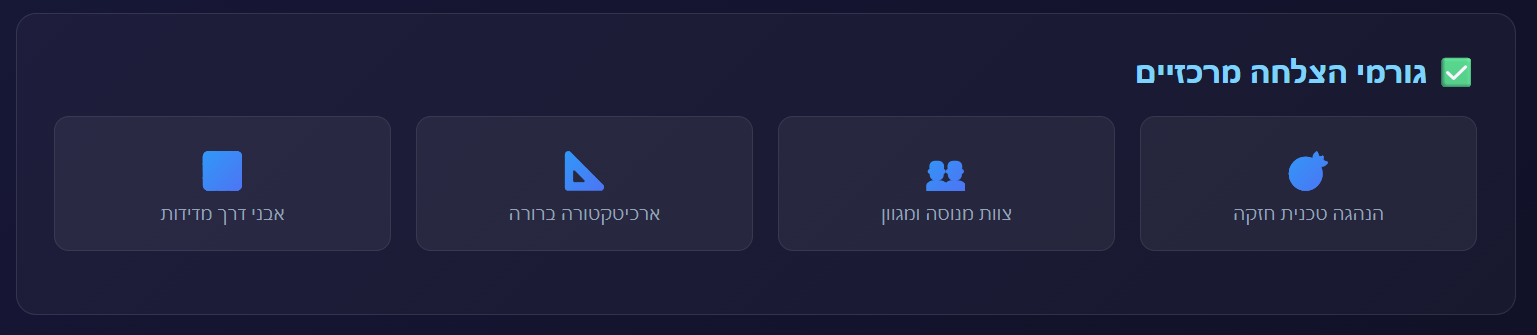 גורמי הצלחה מרכזיים
הנהגה טכנית חזקה
צוות מנוסה ומגוון
ארכיטקטורה ברורה
אבני דרך מדידות